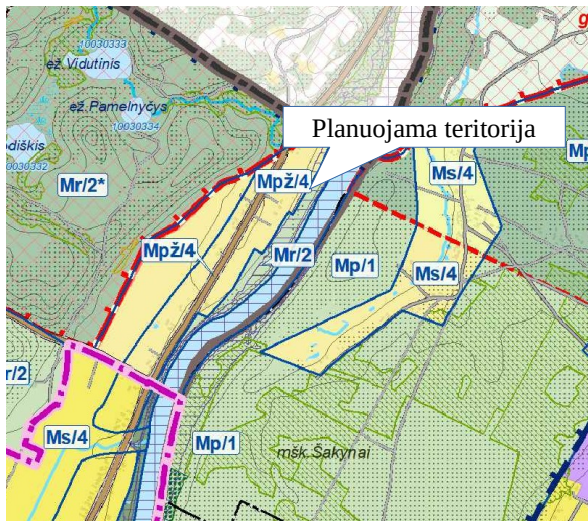 10030333
ež.Vidutinis
ež.Pamelnyčys
10030334
10030332
Planuojama teritorija
Mr/2*
Mpž/4
Ms/4
Mpž/4
Mr/2
Mp/1
Ms/4
r/2
Ms/4
Mp/1
mšk.Šakynai